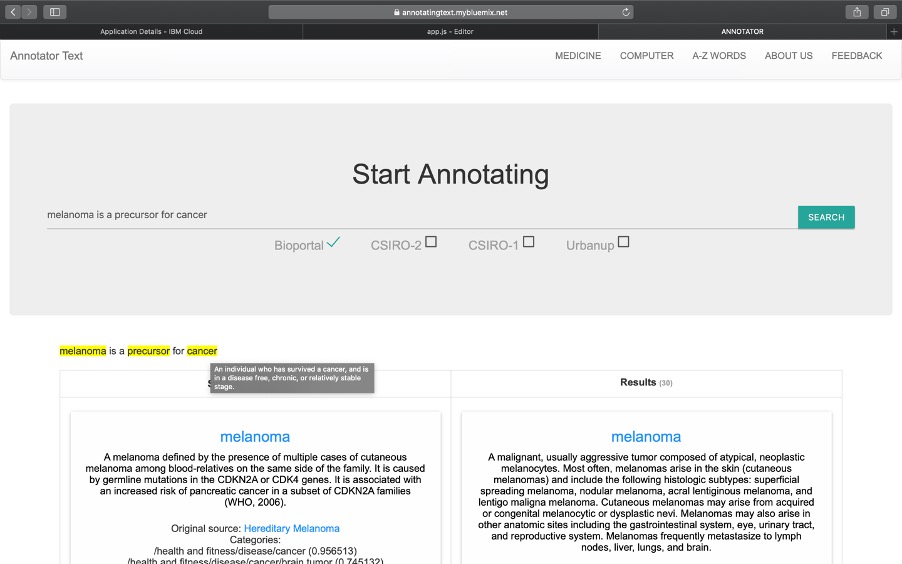 annotatingtext.mybluemix.net
Application Details - IBM Cloud
app.js - Editor
ANNOTATOR
Annotator Text
MEDICINE
COMPUTER
A-Z WORDS
ABOUT US
FEEDBACK
Start Annotating
melanoma is a precursor for cancer
SEARCH
Bioportal
CSIRO-2
CSIRO-1
Urbanup
melanoma is a precursor for cancer
An individual who has survived a cancer, and is
in a disease free, chronic, or relatively stable
stage.
Results (30)
melanoma
A melanoma defined by the presence of multiple cases of cutaneous
melanoma among blood-relatives on the same side of the family. It is caused
by germline mutations in the CDKN2A or CDK4 genes. It is associated with
an increased risk of pancreatic cancer in a subset of CDKN2A families
(WHO, 2006).
Original source: Hereditary Melanoma
Categories:
/health and fitness/disease/cancer (0.956513)
/health and fitness/disease/cancer/brain tumor (0.745132)
melanoma
A malignant, usually aggressive tumor composed of atypical, neoplastic
melanocytes. Most often, melanomas arise in the skin (cutaneous
melanomas) and include the following histologic subtypes: superficial
spreading melanoma, nodular melanoma, acral lentiginous melanoma, and
lentigo maligna melanoma. Cutaneous melanomas may arise from acquired
or congenital melanocytic or dysplastic nevi. Melanomas may also arise in
other anatomic sites including the gastrointestinal system, eye, urinary tract,
and reproductive system. Melanomas frequently metastasize to lymph
nodes, liver, lungs, and brain.